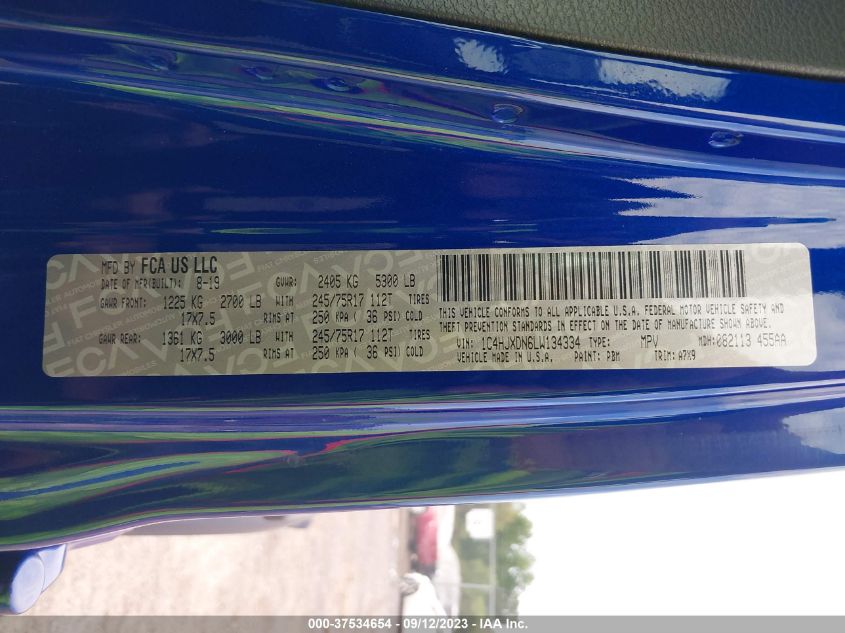 MFD BY FCA US LLC
DATE OF MFR(BUILT): 8-19 GVWR: 2405 KG 5300 LB
GAWR FRONT: 1225 KG 2700 LB WITH 245/75R17 112T TIRES
17X7.5 RIMS AT 250 KPA ( 36 PSI) COLD
GAWR REAR: 1361 KG 3000 LB WITH 245/75R17 112T TIRES
17X7.5 RIMS AT 250 KPA ( 36 PSI) COLD
THIS VEHICLE CONFORMS TO ALL APPLICABLE U.S.A. FEDERAL MOTOR VEHICLE SAFETY AND
THEFT PREVENTION STANDARDS IN EFFECT ON THE DATE OF MANUFACTURE SHOWN ABOVE.
VIN: 1C4HJXDN6LW134334 TYPE: MPV MDH: 082113 455AA
VEHICLE MADE IN U.S.A. PAINT: PBM TRIM: A7X9
000-37534654 - 09/12/2023 - IAA Inc.